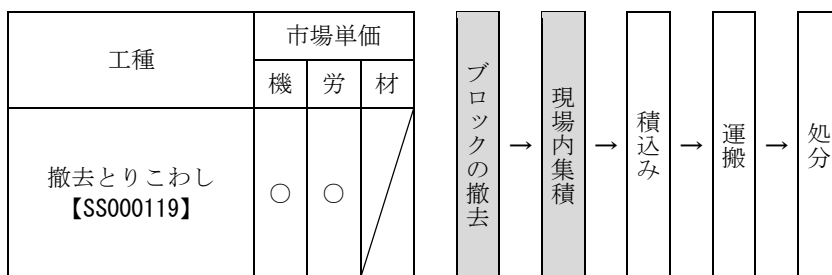 工種
市場単価
機 労 材
撤去とりこわし
【SS000119】
○ ○
ブロックの撤去
→
現場内集積
→
積込み
→
運搬
→
処分